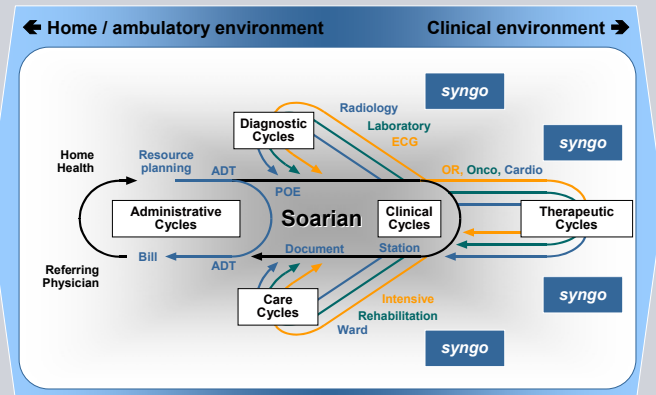 Home / ambulatory environment
Clinical environment
syngo
Radiology
Diagnostic
Cycles
Laboratory
ECG
syngo
Home
Health
Resource
planning
ADT
OR, Onco, Cardio
POE
Administrative
Cycles
Soarian
Clinical
Cycles
Therapeutic
Cycles
Document
Station
Bill
ADT
Referring
Physician
Care
Cycles
Intensive
Rehabilitation
Ward
syngo
syngo